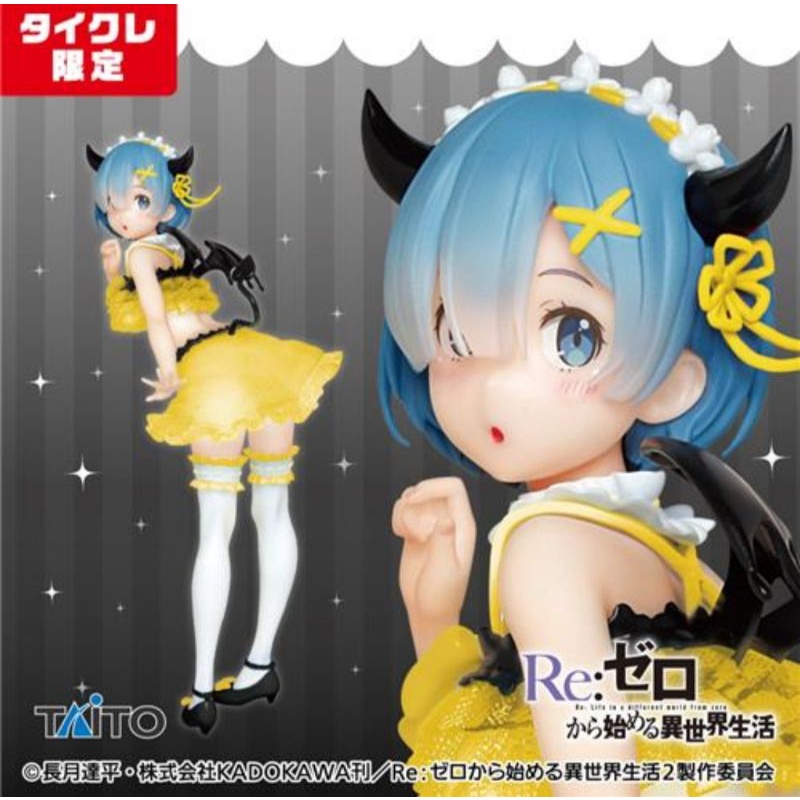 タイクレ
限定
Re:ゼロ
Re: Life in a different world from zero
から始める異世界生活
TAITO
©長月達平・株式会社KADOKAWA刊／Re:ゼロから始める異世界生活2製作委員会